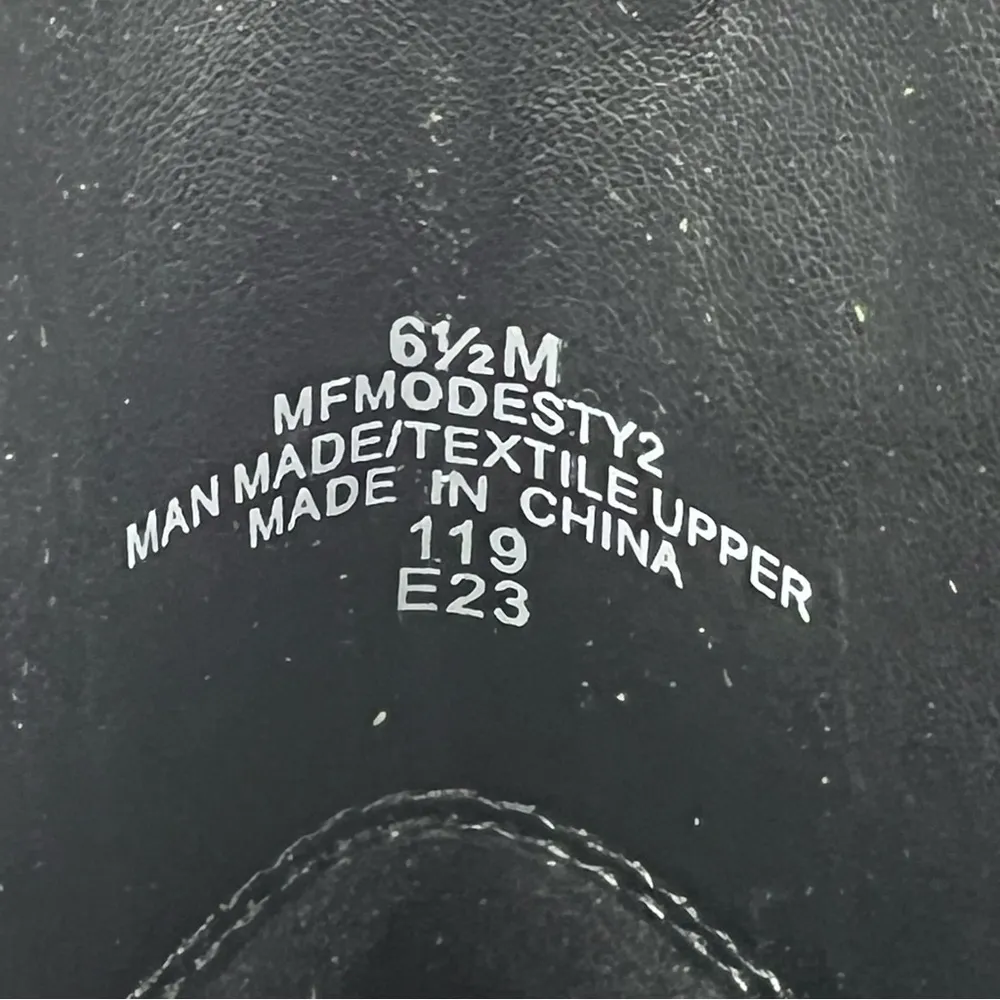 6½M
MFMODESTY2
MAN MADE/TEXTILE UPPER
MADE IN CHINA
119
E23